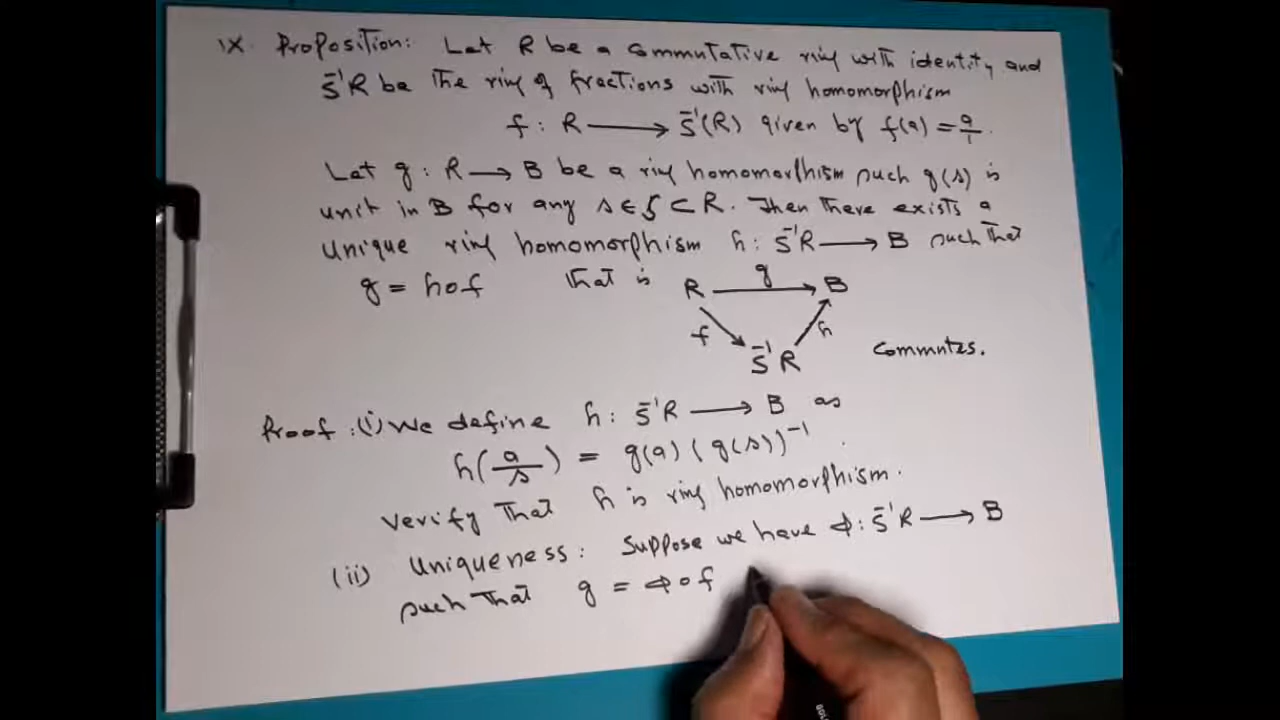 ix. Proposition: Let R be a commutative ring with identity and
S⁻¹R be the ring of fractions with ring homomorphism
f : R ⟶ S⁻¹(R) given by f(a) = a/1.
Let g : R ⟶ B be a ring homomorphism such g(s) is
unit in B for any s ∈ S ⊂ R. Then there exists a
unique ring homomorphism h : S⁻¹R ⟶ B such that
g = hof that is R ⟶ B
g
f
h
S⁻¹R
commutes.
Proof: (i) We define h : S⁻¹R ⟶ B as
h(a/s) = g(a) (g(s))⁻¹.
Verify that h is ring homomorphism.
(ii) Uniqueness: Suppose we have φ : S⁻¹R ⟶ B
such that g = φ o f